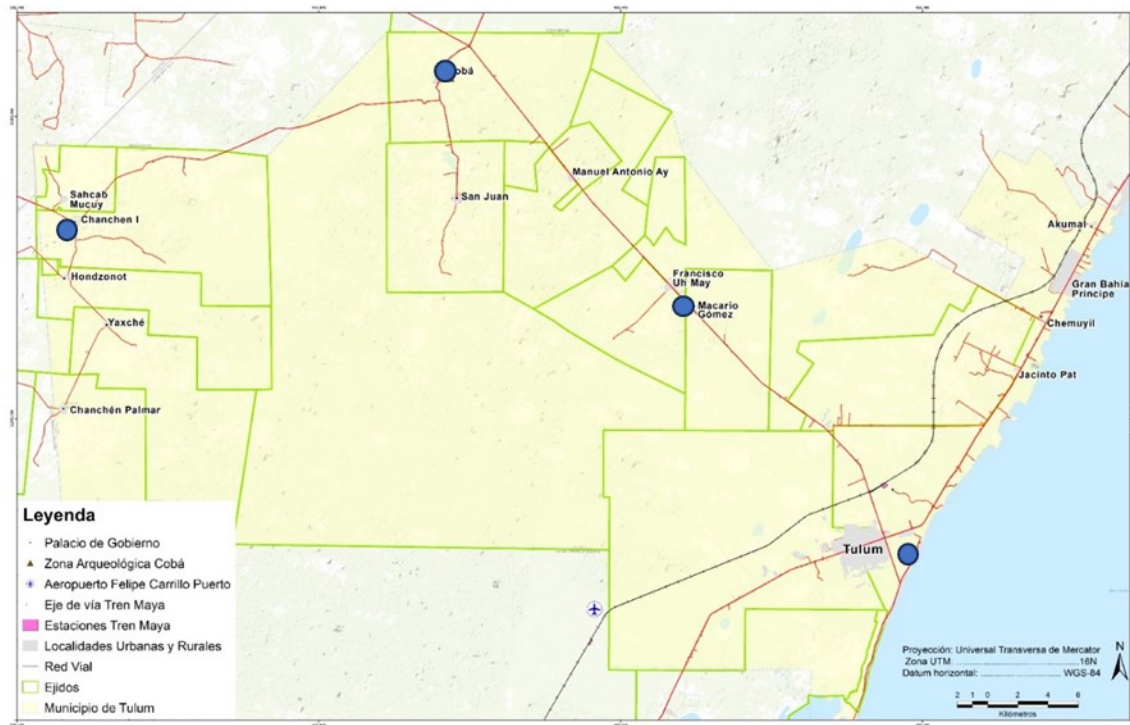 obá
Manuel Antonio Ay
San Juan
Sahcab
Mucuy
Chanchen I
Akumal
Hondzonot
Francisco
Uh May
Gran Bahía
Principe
Macario
Gómez
Chemuyil
Yaxché
Jacinto Pat
Chanchén Palmar
Tulum
Leyenda
Palacio de Gobierno
Zona Arqueológica Cobá
Aeropuerto Felipe Carrillo Puerto
Eje de vía Tren Maya
Estaciones Tren Maya
Localidades Urbanas y Rurales
Red Vial
Ejidos
Municipio de Tulum
Proyección: Universal Transversa de Mercator
Zona UTM: 16N
Datum horizontal: WGS-84
N
2 1 0 2 4 6
Kilómetros